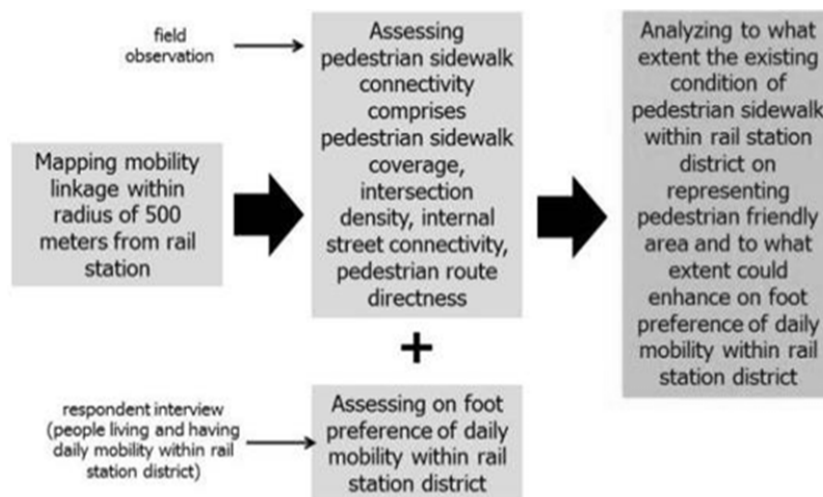 field
observation
Mapping mobility
linkage within
radius of 500
meters from rail
station
Assessing
pedestrian sidewalk
connectivity
comprises
pedestrian sidewalk
coverage,
intersection
density, internal
street connectivity,
pedestrian route
directness
+
respondent interview
(people living and having
daily mobility within rail
station district)
Assessing on foot
preference of daily
mobility within rail
station district
Analyzing to what
extent the existing
condition of
pedestrian sidewalk
within rail station
district on
representing
pedestrian friendly
area and to what
extent could
enhance on foot
preference of daily
mobility within rail
station district